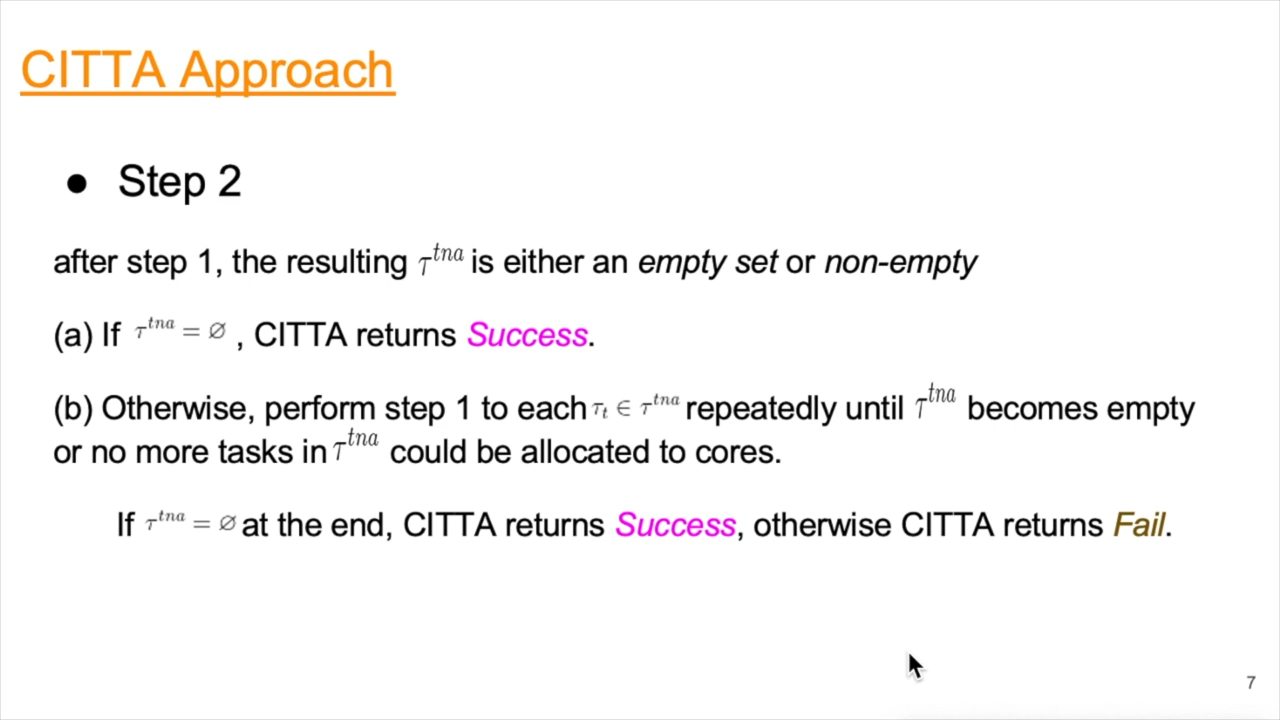 CITTA Approach
● Step 2
after step 1, the resulting τ^tna is either an empty set or non-empty
(a) If τ^tna = ∅ , CITTA returns Success.
(b) Otherwise, perform step 1 to each τ_t ∈ τ^tna repeatedly until τ^tna becomes empty
or no more tasks in τ^tna could be allocated to cores.
If τ^tna = ∅ at the end, CITTA returns Success, otherwise CITTA returns Fail.
7